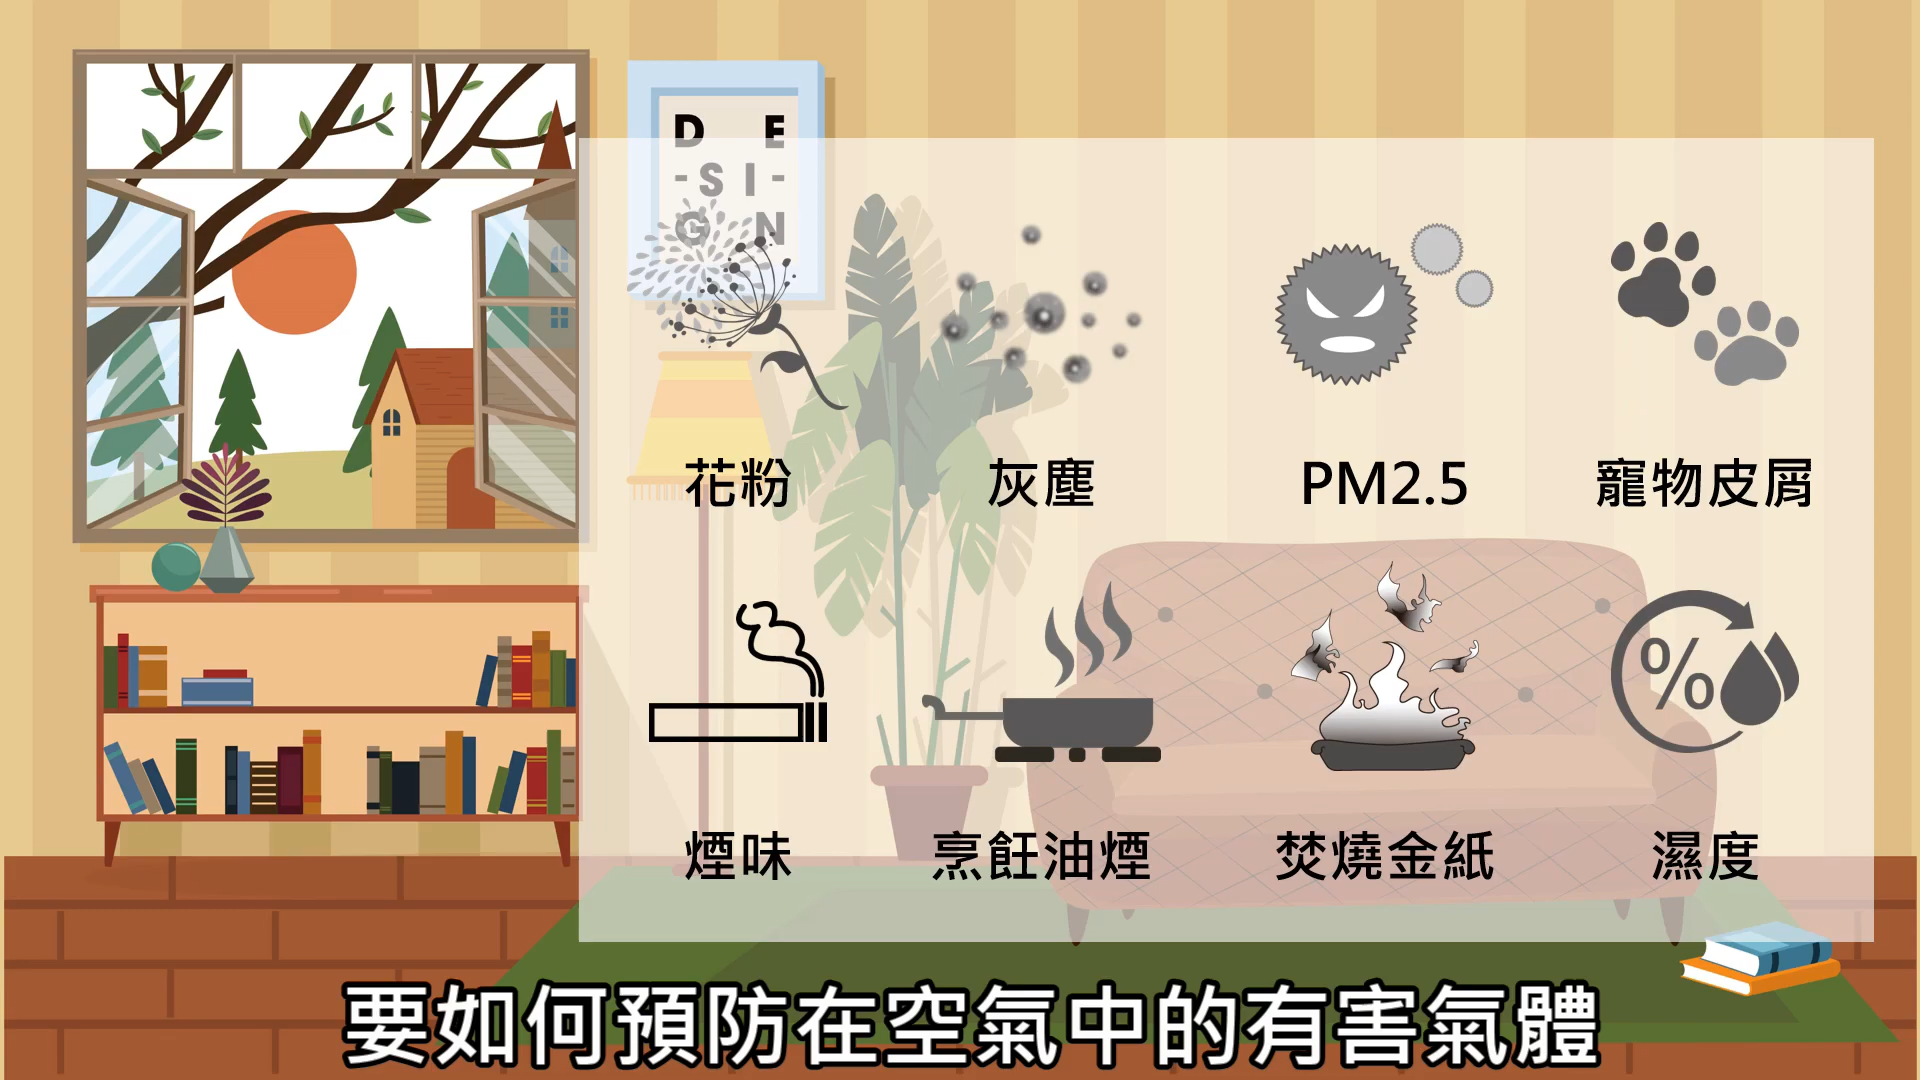 D E
-SI-
G N
花粉
灰塵
PM2.5
寵物皮屑
煙味
烹飪油煙
焚燒金紙
%
濕度
要如何預防在空氣中的有害氣體